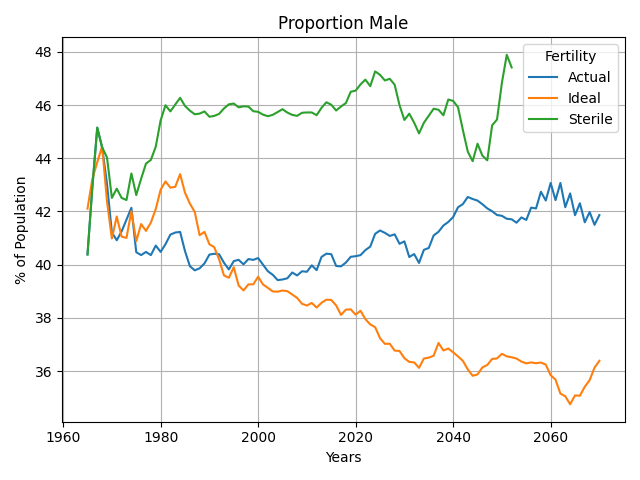 Proportion Male
Fertility
Actual
Ideal
Sterile
% of Population
48
46
44
42
40
38
36
1960
1980
2000
2020
2040
2060
Years